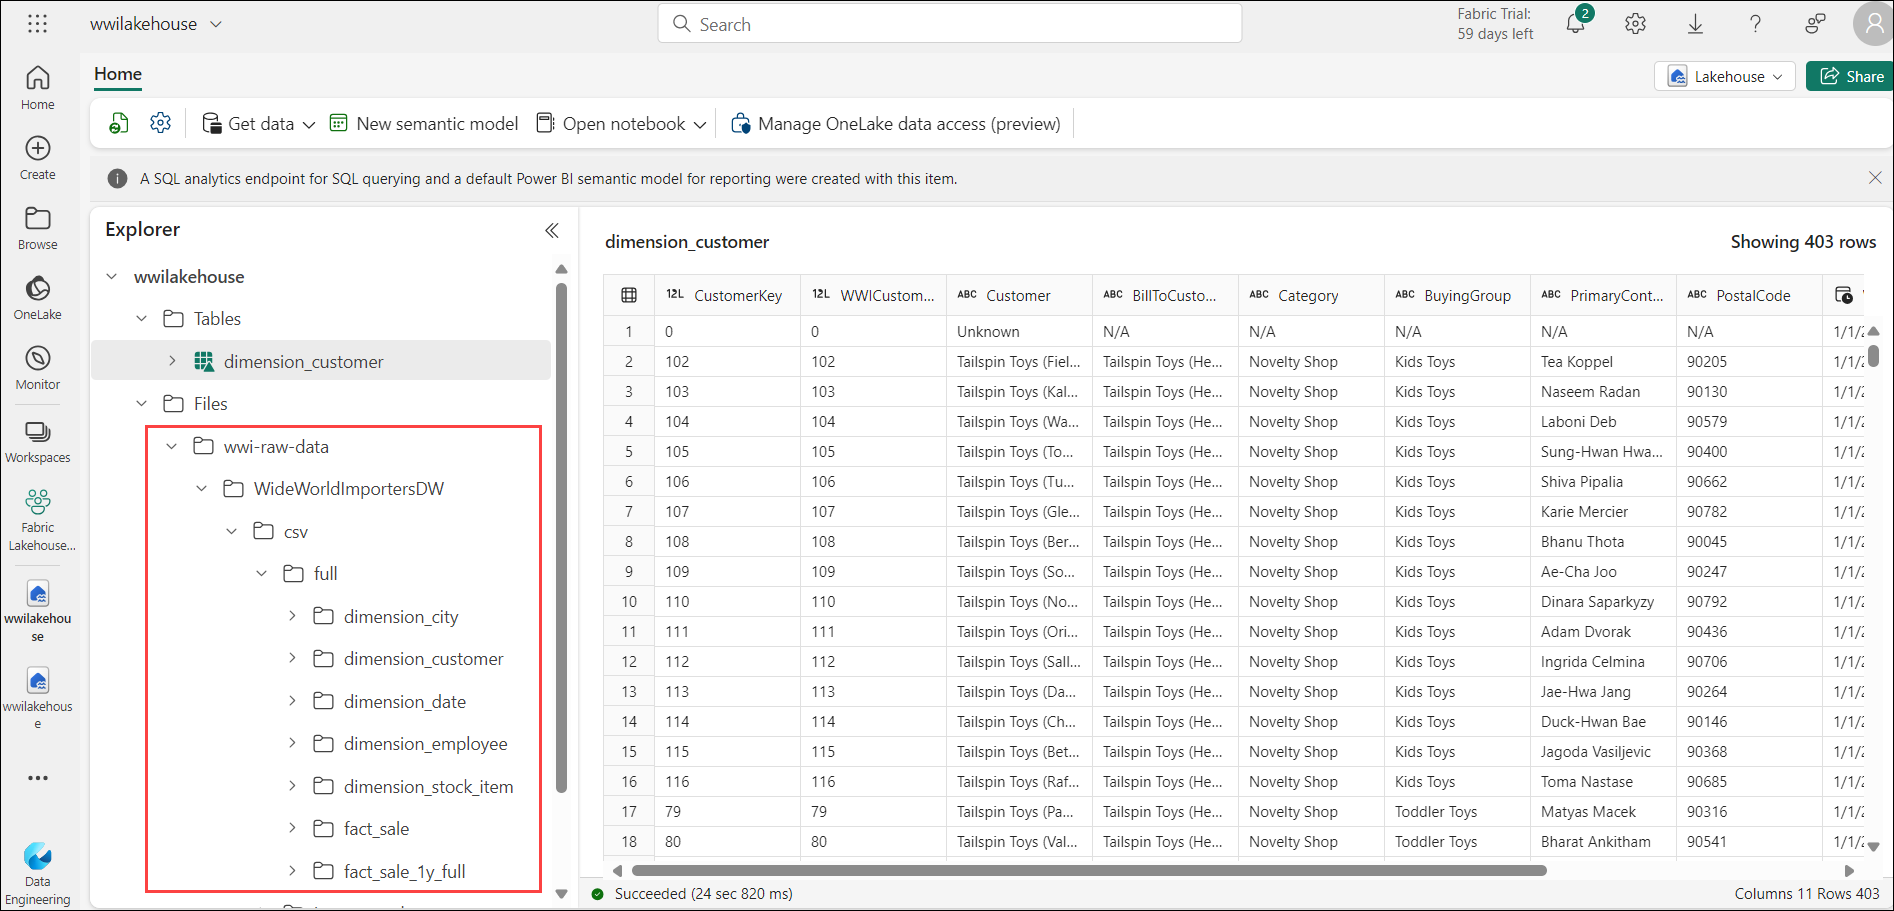 wwilakehouse
Search
Fabric Trial:
59 days left
2
Home
Create
Browse
OneLake
Monitor
Workspaces
Fabric
Lakehouse...
wwilakehou
se
wwilakehous
e
Data
Engineering
Home
Lakehouse
Share
Get data
New semantic model
Open notebook
Manage OneLake data access (preview)
A SQL analytics endpoint for SQL querying and a default Power BI semantic model for reporting were created with this item.
Explorer
wwilakehouse
Tables
dimension_customer
Files
wwi-raw-data
WideWorldImportersDW
csv
full
dimension_city
dimension_customer
dimension_date
dimension_employee
dimension_stock_item
fact_sale
fact_sale_1y_full
dimension_customer
Showing 403 rows
12L CustomerKey 12L WWICustom... ABC Customer ABC BillToCusto... ABC Category ABC BuyingGroup ABC PrimaryCont... ABC PostalCode
1 0 0 Unknown N/A N/A N/A N/A N/A 1/1/2
2 102 102 Tailspin Toys (Fiel... Tailspin Toys (He... Novelty Shop Kids Toys Tea Koppel 90205 1/1/2
3 103 103 Tailspin Toys (Kal... Tailspin Toys (He... Novelty Shop Kids Toys Naseem Radan 90130 1/1/2
4 104 104 Tailspin Toys (Wa... Tailspin Toys (He... Novelty Shop Kids Toys Laboni Deb 90579 1/1/2
5 105 105 Tailspin Toys (To... Tailspin Toys (He... Novelty Shop Kids Toys Sung-Hwan Hwa... 90400 1/1/2
6 106 106 Tailspin Toys (Tu... Tailspin Toys (He... Novelty Shop Kids Toys Shiva Pipalia 90662 1/1/2
7 107 107 Tailspin Toys (Gle... Tailspin Toys (He... Novelty Shop Kids Toys Karie Mercier 90782 1/1/2
8 108 108 Tailspin Toys (Ber... Tailspin Toys (He... Novelty Shop Kids Toys Bhanu Thota 90045 1/1/2
9 109 109 Tailspin Toys (So... Tailspin Toys (He... Novelty Shop Kids Toys Ae-Cha Joo 90247 1/1/2
10 110 110 Tailspin Toys (No... Tailspin Toys (He... Novelty Shop Kids Toys Dinara Saparkyzy 90792 1/1/2
11 111 111 Tailspin Toys (Ori... Tailspin Toys (He... Novelty Shop Kids Toys Adam Dvorak 90436 1/1/2
12 112 112 Tailspin Toys (Sall... Tailspin Toys (He... Novelty Shop Kids Toys Ingrida Celmina 90706 1/1/2
13 113 113 Tailspin Toys (Da... Tailspin Toys (He... Novelty Shop Kids Toys Jae-Hwa Jang 90264 1/1/2
14 114 114 Tailspin Toys (Ch... Tailspin Toys (He... Novelty Shop Kids Toys Duck-Hwan Bae 90146 1/1/2
15 115 115 Tailspin Toys (Bet... Tailspin Toys (He... Novelty Shop Kids Toys Jagoda Vasiljevic 90368 1/1/2
16 116 116 Tailspin Toys (Raf... Tailspin Toys (He... Novelty Shop Kids Toys Toma Nastase 90685 1/1/2
17 79 79 Tailspin Toys (Pa... Tailspin Toys (He... Novelty Shop Toddler Toys Matyas Macek 90316 1/1/2
18 80 80 Tailspin Toys (Val... Tailspin Toys (He... Novelty Shop Toddler Toys Bharat Ankitham 90541 1/1/2
Succeeded (24 sec 820 ms)
Columns 11 Rows 403